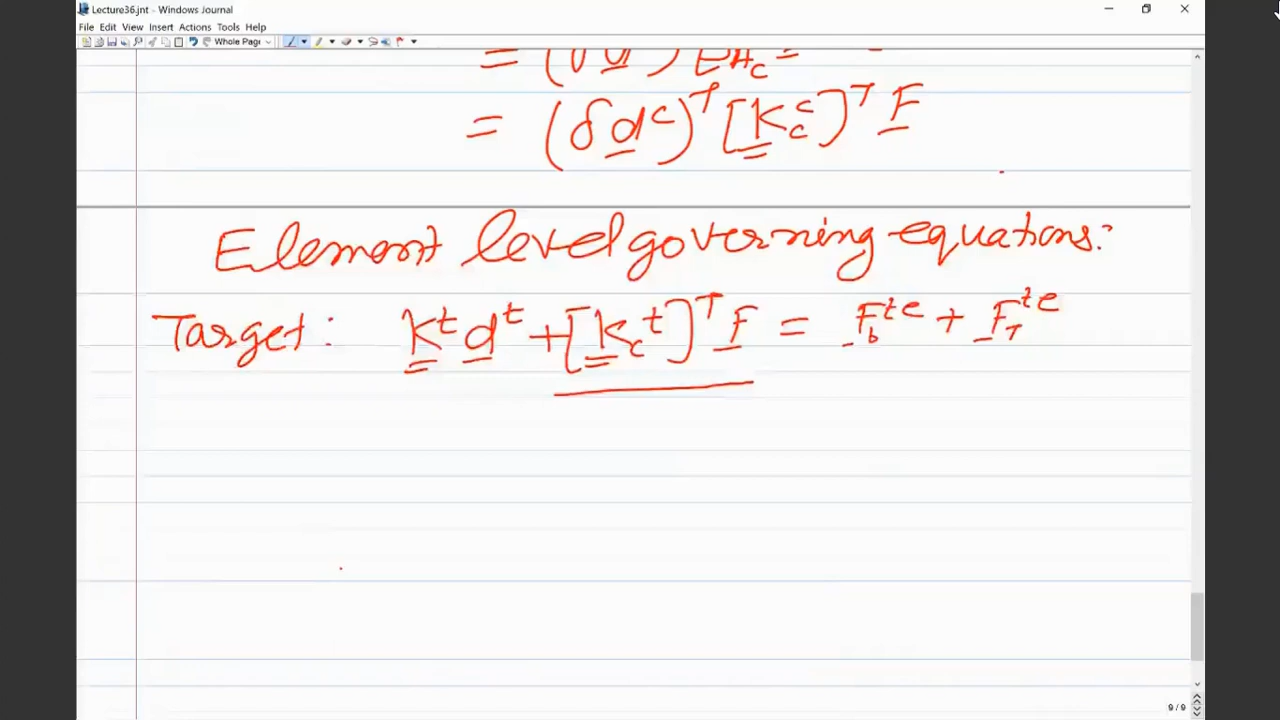 Lecture36.jnt - Windows Journal
File Edit View Insert Actions Tools Help
Whole Page
= (δ d^c)^T [K_c^c]^T F
Element level governing equations:
Target: K^t d^t + [K_c^t]^T F = F_b^{te} + F_T^{te}
9 / 9